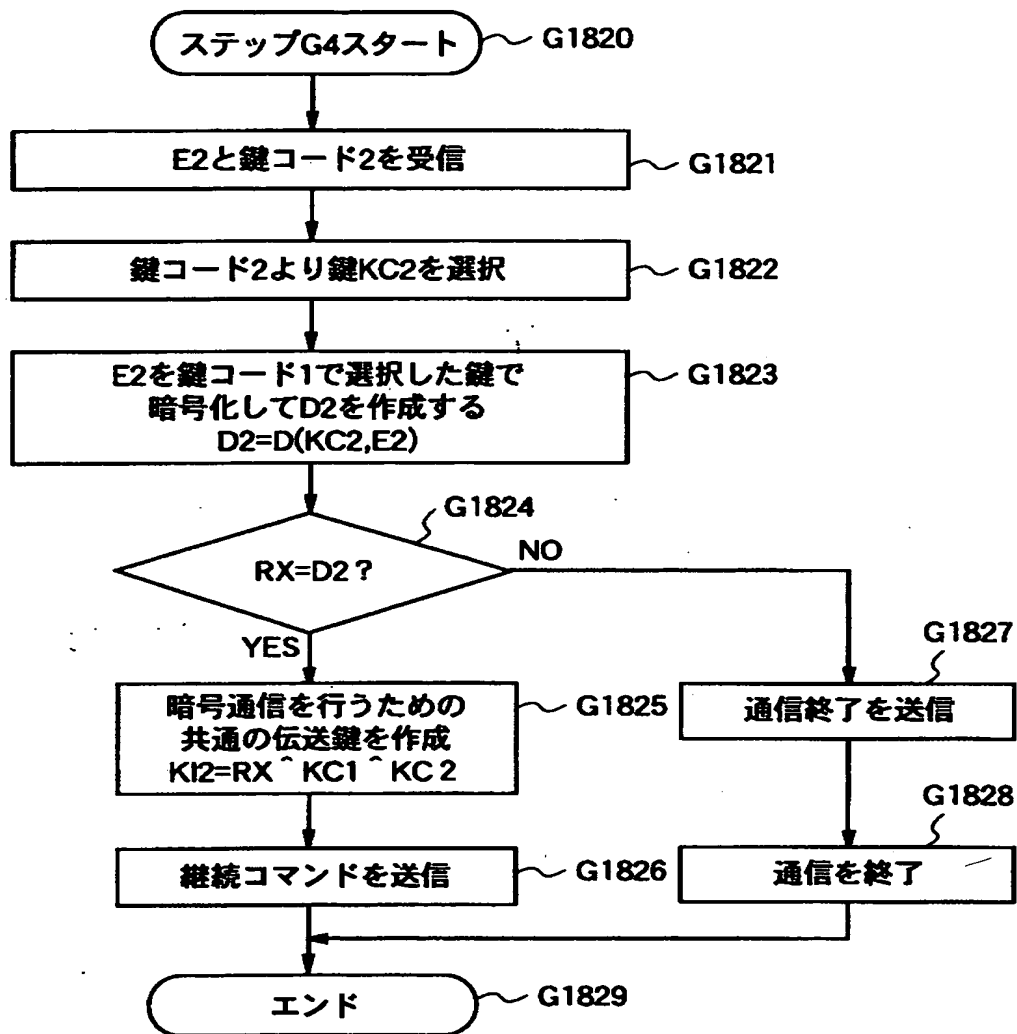 ステップG4スタート
G1820
E2と鍵コード2を受信
G1821
鍵コード2より鍵KC2を選択
G1822
E2を鍵コード1で選択した鍵で
暗号化してD2を作成する
D2=D(KC2,E2)
G1823
G1824
RX=D2?
NO
YES
暗号通信を行うための
共通の伝送鍵を作成
KI2=RX^KC1^KC2
G1825
G1827
通信終了を送信
継続コマンドを送信
G1826
G1828
通信を終了
エンド
G1829